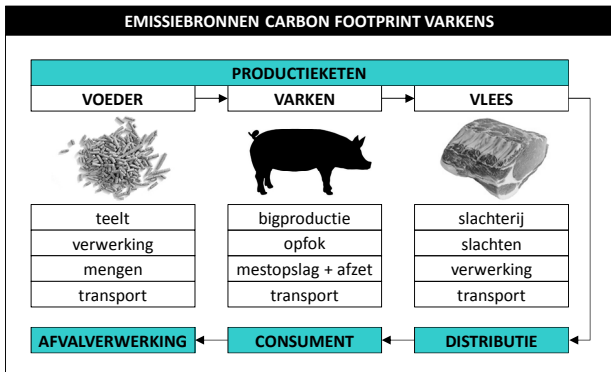 EMISSIEBRONNEN CARBON FOOTPRINT VARKENS
PRODUCTIEKETEN
VOEDER
VARKEN
VLEES
teelt
verwerking
mengen
transport
bigproductie
opfok
mestopslag + afzet
transport
slachterij
slachten
verwerking
transport
AFVALVERWERKING
CONSUMENT
DISTRIBUTIE